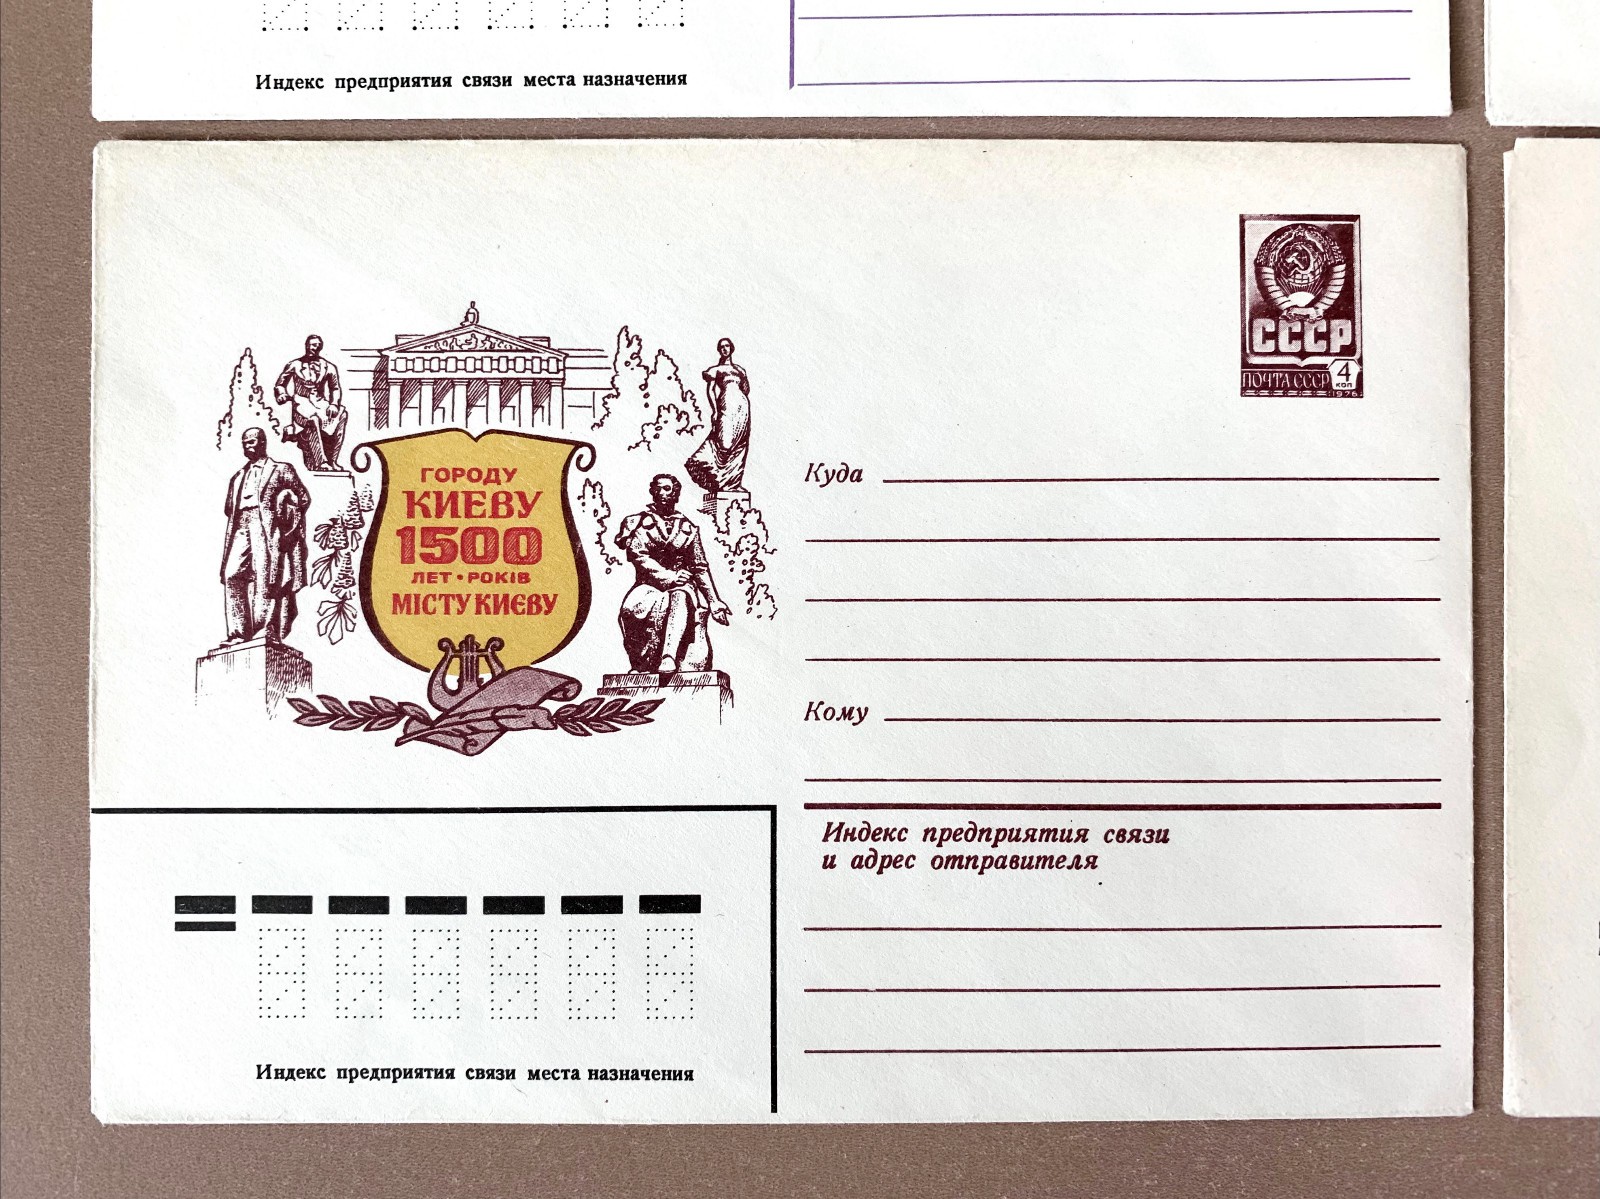 Индекс предприятия связи места назначения
СССР
ПОЧТА СССР
4
КОП
1976
ГОРОДУ
КИЕВУ
1500
ЛЕТ • РОКІВ
МІСТУ КИЄВУ
Куда
Кому
Индекс предприятия связи
и адрес отправителя
Индекс предприятия связи места назначения